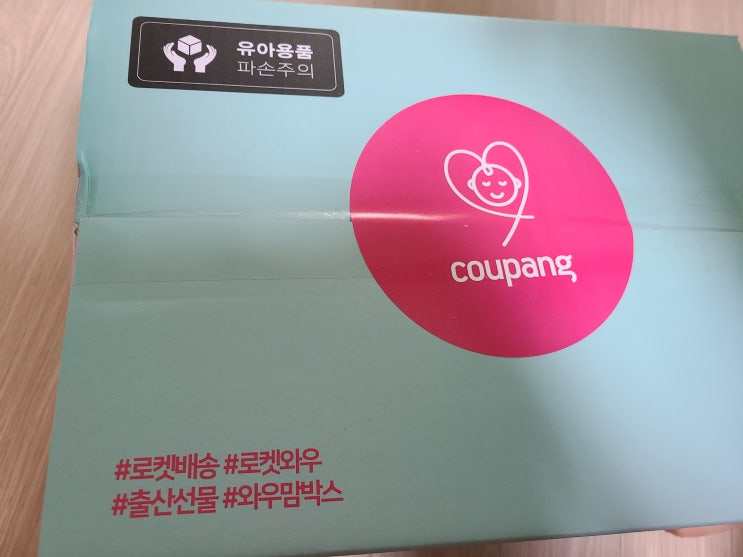 유아용품
파손주의
coupang
#로켓배송 #로켓와우
#출산선물 #와우맘박스